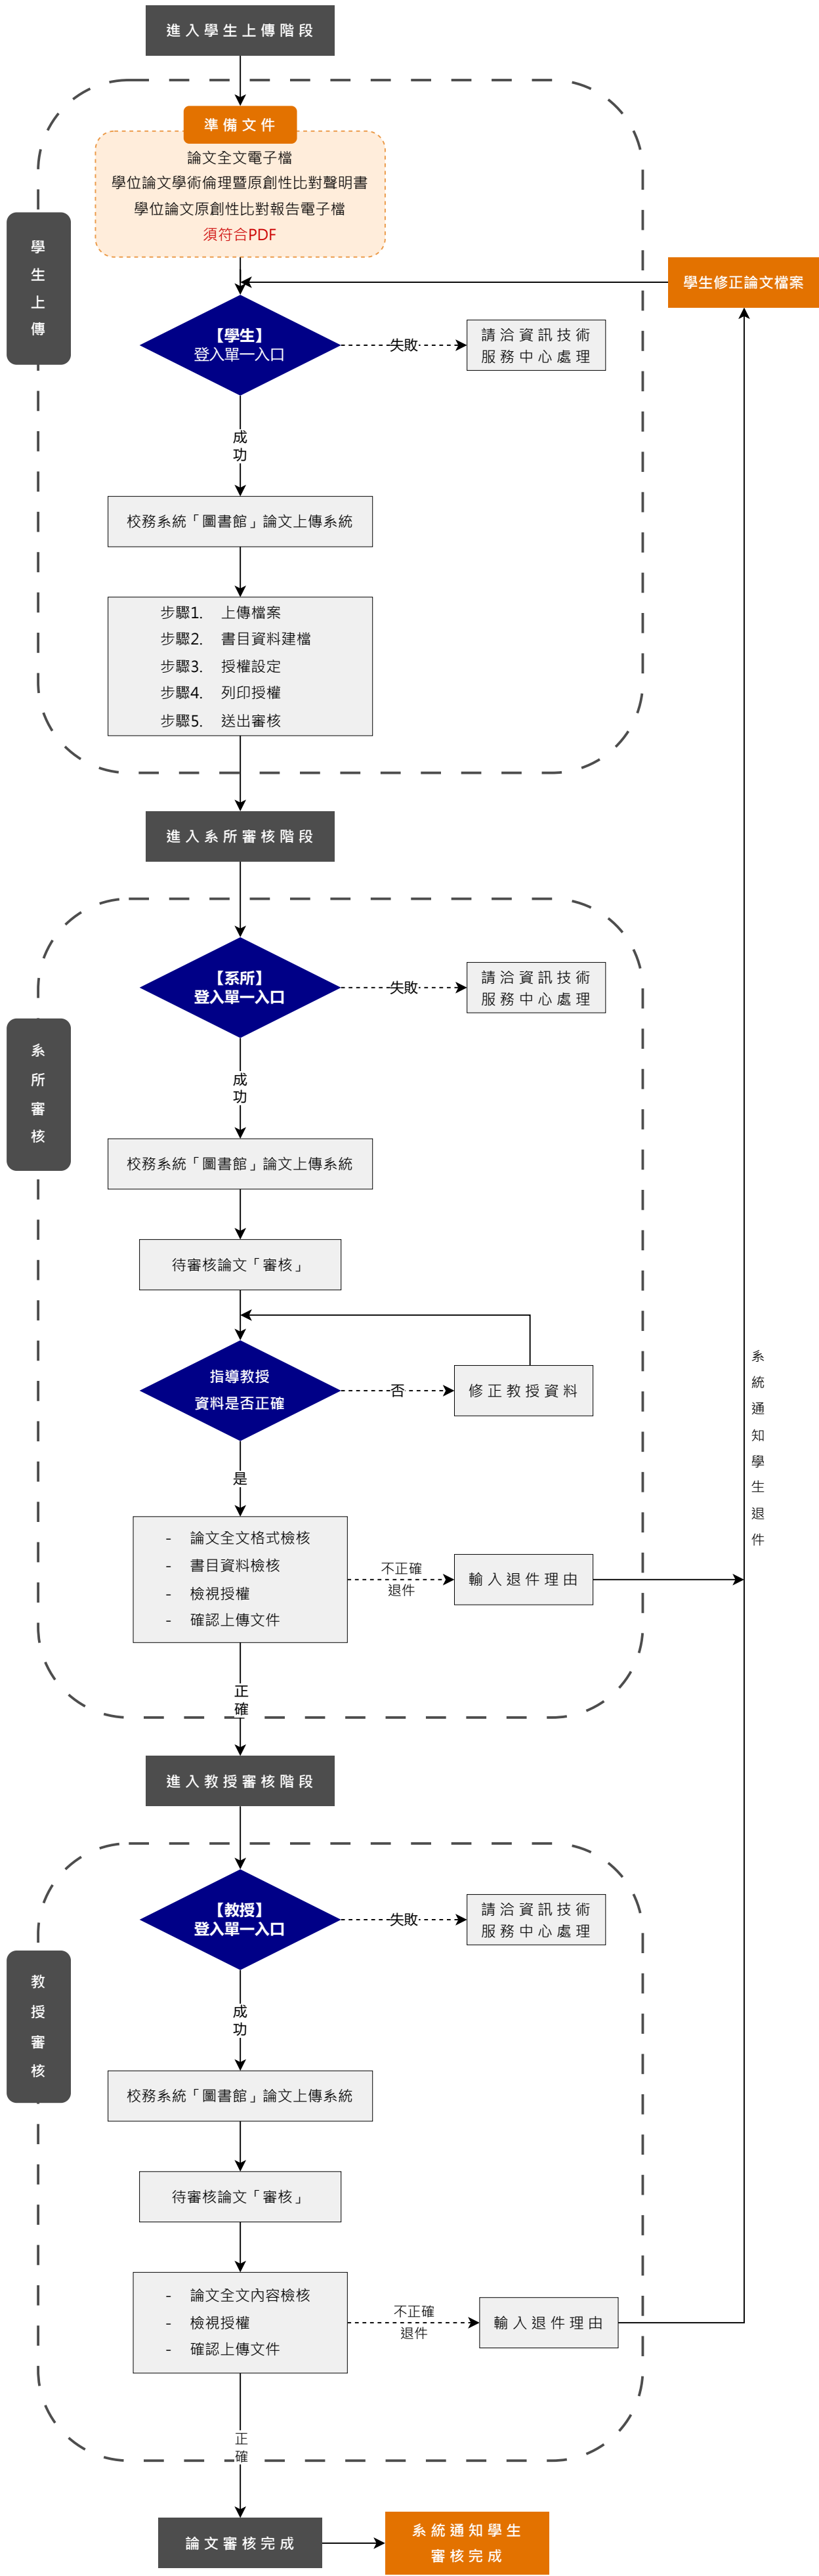 進入學生上傳階段
準備文件
論文全文電子檔
學位論文學術倫理暨原創性比對聲明書
學位論文原創性比對報告電子檔
須符合PDF
學生上傳
學生修正論文檔案
【學生】
登入單一入口
失敗
請洽資訊技術
服務中心處理
成功
校務系統「圖書館」論文上傳系統
步驟1. 上傳檔案
步驟2. 書目資料建檔
步驟3. 授權設定
步驟4. 列印授權
步驟5. 送出審核
進入系所審核階段
【系所】
登入單一入口
失敗
請洽資訊技術
服務中心處理
系所審核
成功
校務系統「圖書館」論文上傳系統
待審核論文「審核」
指導教授
資料是否正確
否
修正教授資料
系統通知學生退件
是
- 論文全文格式檢核
- 書目資料檢核
- 檢視授權
- 確認上傳文件
不正確
退件
輸入退件理由
正確
進入教授審核階段
【教授】
登入單一入口
失敗
請洽資訊技術
服務中心處理
教授審核
成功
校務系統「圖書館」論文上傳系統
待審核論文「審核」
- 論文全文內容檢核
- 檢視授權
- 確認上傳文件
不正確
退件
輸入退件理由
正確
論文審核完成
系統通知學生
審核完成